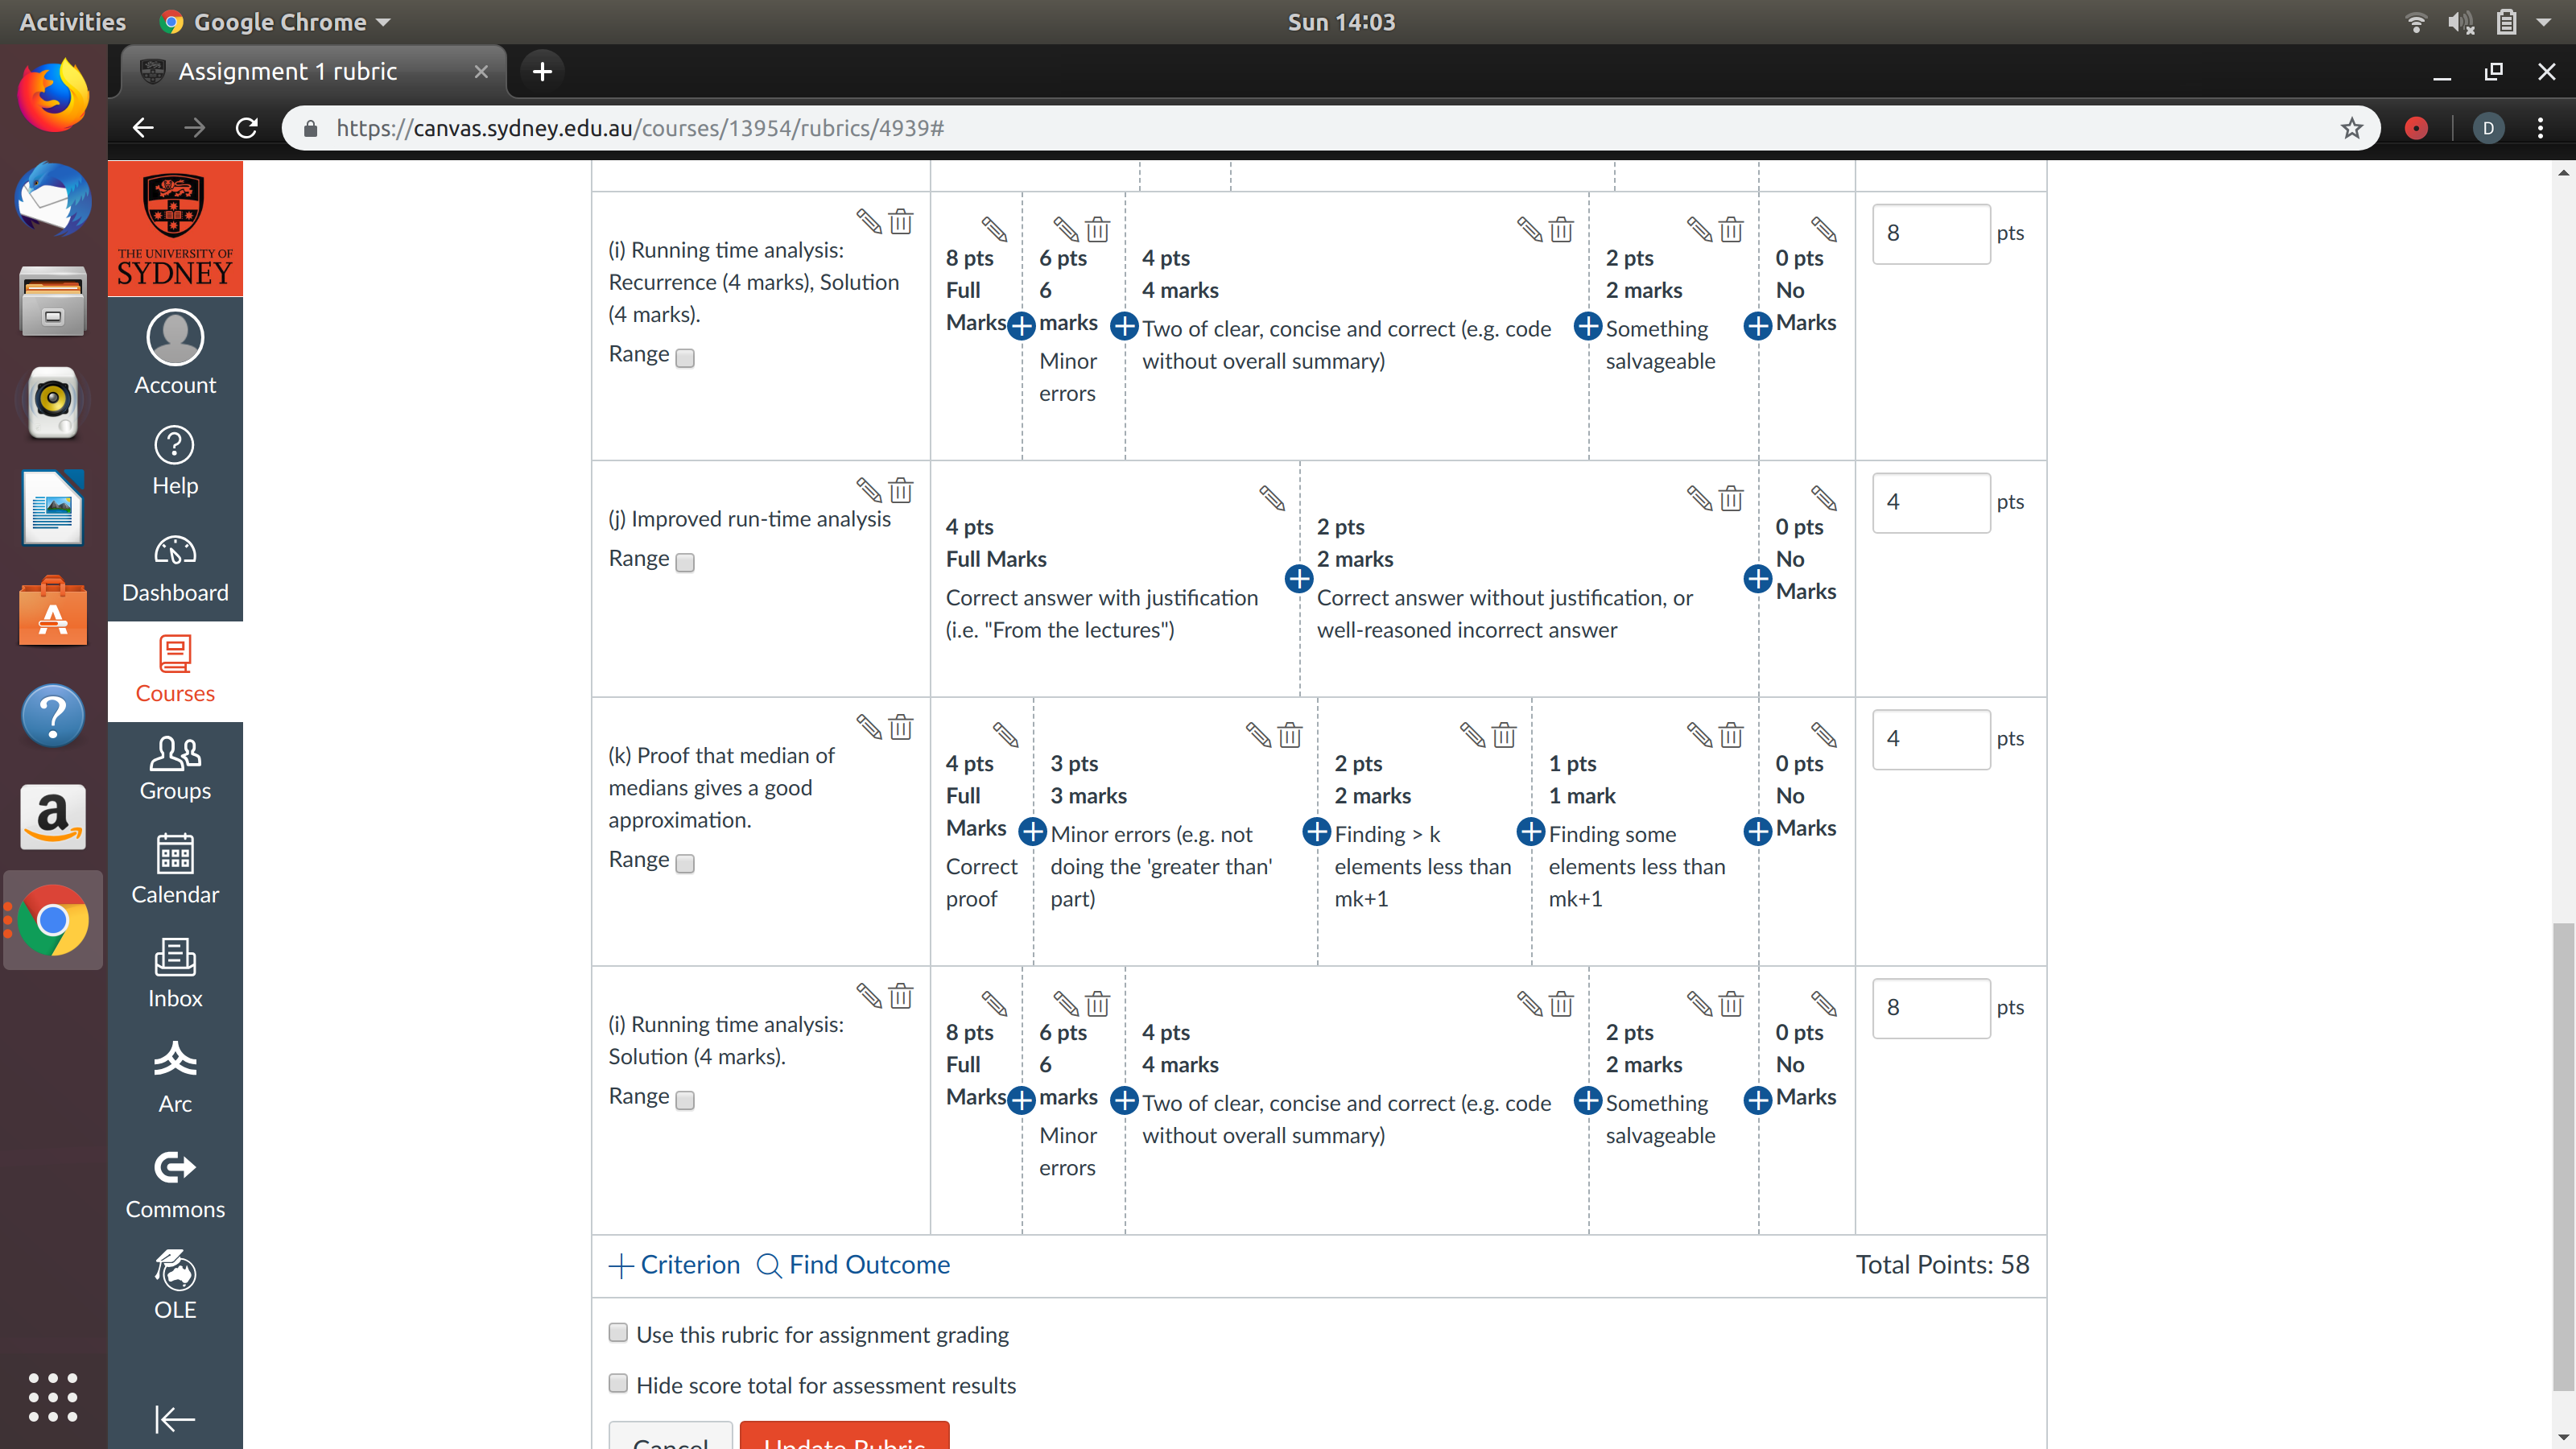 Activities
Google Chrome
Sun 14:03
Assignment 1 rubric
https://canvas.sydney.edu.au/courses/13954/rubrics/4939#
D
THE UNIVERSITY OF
SYDNEY
Account
Help
Dashboard
Courses
Groups
Calendar
Inbox
Arc
Commons
OLE
(i) Running time analysis:
Recurrence (4 marks), Solution
(4 marks).
Range
8 pts
Full
Marks
6 pts
6
marks
Minor
errors
4 pts
4 marks
Two of clear, concise and correct (e.g. code
without overall summary)
2 pts
2 marks
Something
salvageable
0 pts
No
Marks
8
pts
(j) Improved run-time analysis
Range
4 pts
Full Marks
Correct answer with justification
(i.e. "From the lectures")
2 pts
2 marks
Correct answer without justification, or
well-reasoned incorrect answer
0 pts
No
Marks
4
pts
(k) Proof that median of
medians gives a good
approximation.
Range
4 pts
Full
Marks
Correct
proof
3 pts
3 marks
Minor errors (e.g. not
doing the 'greater than'
part)
2 pts
2 marks
Finding > k
elements less than
mk+1
1 pts
1 mark
Finding some
elements less than
mk+1
0 pts
No
Marks
4
pts
(i) Running time analysis:
Solution (4 marks).
Range
8 pts
Full
Marks
6 pts
6
marks
Minor
errors
4 pts
4 marks
Two of clear, concise and correct (e.g. code
without overall summary)
2 pts
2 marks
Something
salvageable
0 pts
No
Marks
8
pts
Criterion
Find Outcome
Total Points: 58
Use this rubric for assignment grading
Hide score total for assessment results
Cancel
Update Rubric